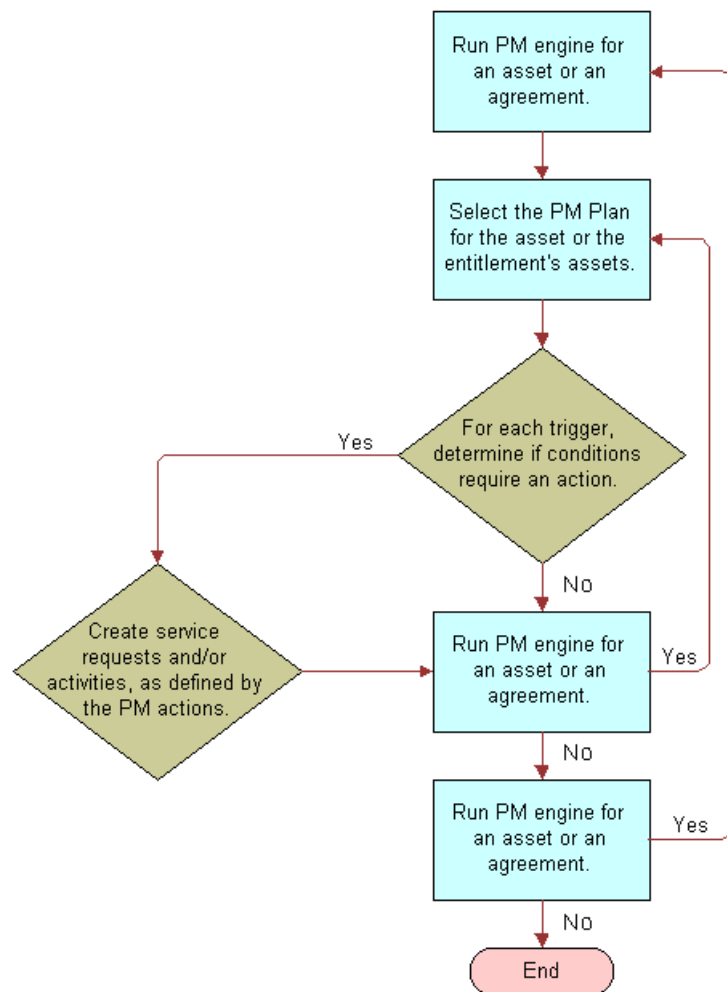 Run PM engine for
an asset or an
agreement.
Select the PM Plan
for the asset or the
entitlement's assets.
For each trigger,
determine if conditions
require an action.
Yes
No
Create service
requests and/or
activities, as defined by
the PM actions.
Run PM engine for
an asset or an
agreement.
Yes
No
Run PM engine for
an asset or an
agreement.
Yes
No
End